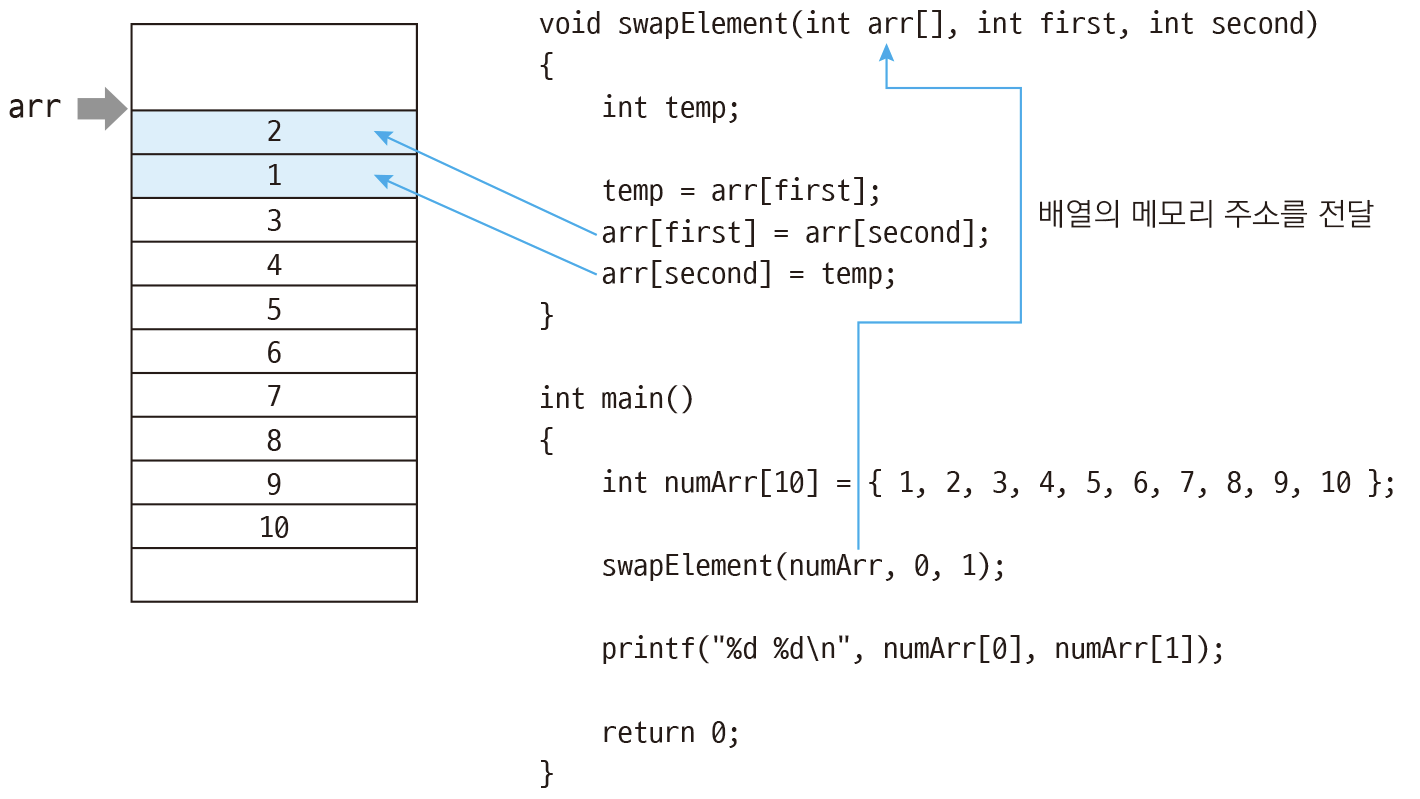 arr
2
1
3
4
5
6
7
8
9
10
void swapElement(int arr[], int first, int second)
{
    int temp;
    temp = arr[first];
    arr[first] = arr[second];
    arr[second] = temp;
}
배열의 메모리 주소를 전달
int main()
{
    int numArr[10] = { 1, 2, 3, 4, 5, 6, 7, 8, 9, 10 };
    swapElement(numArr, 0, 1);
    printf("%d %d\n", numArr[0], numArr[1]);
    return 0;
}